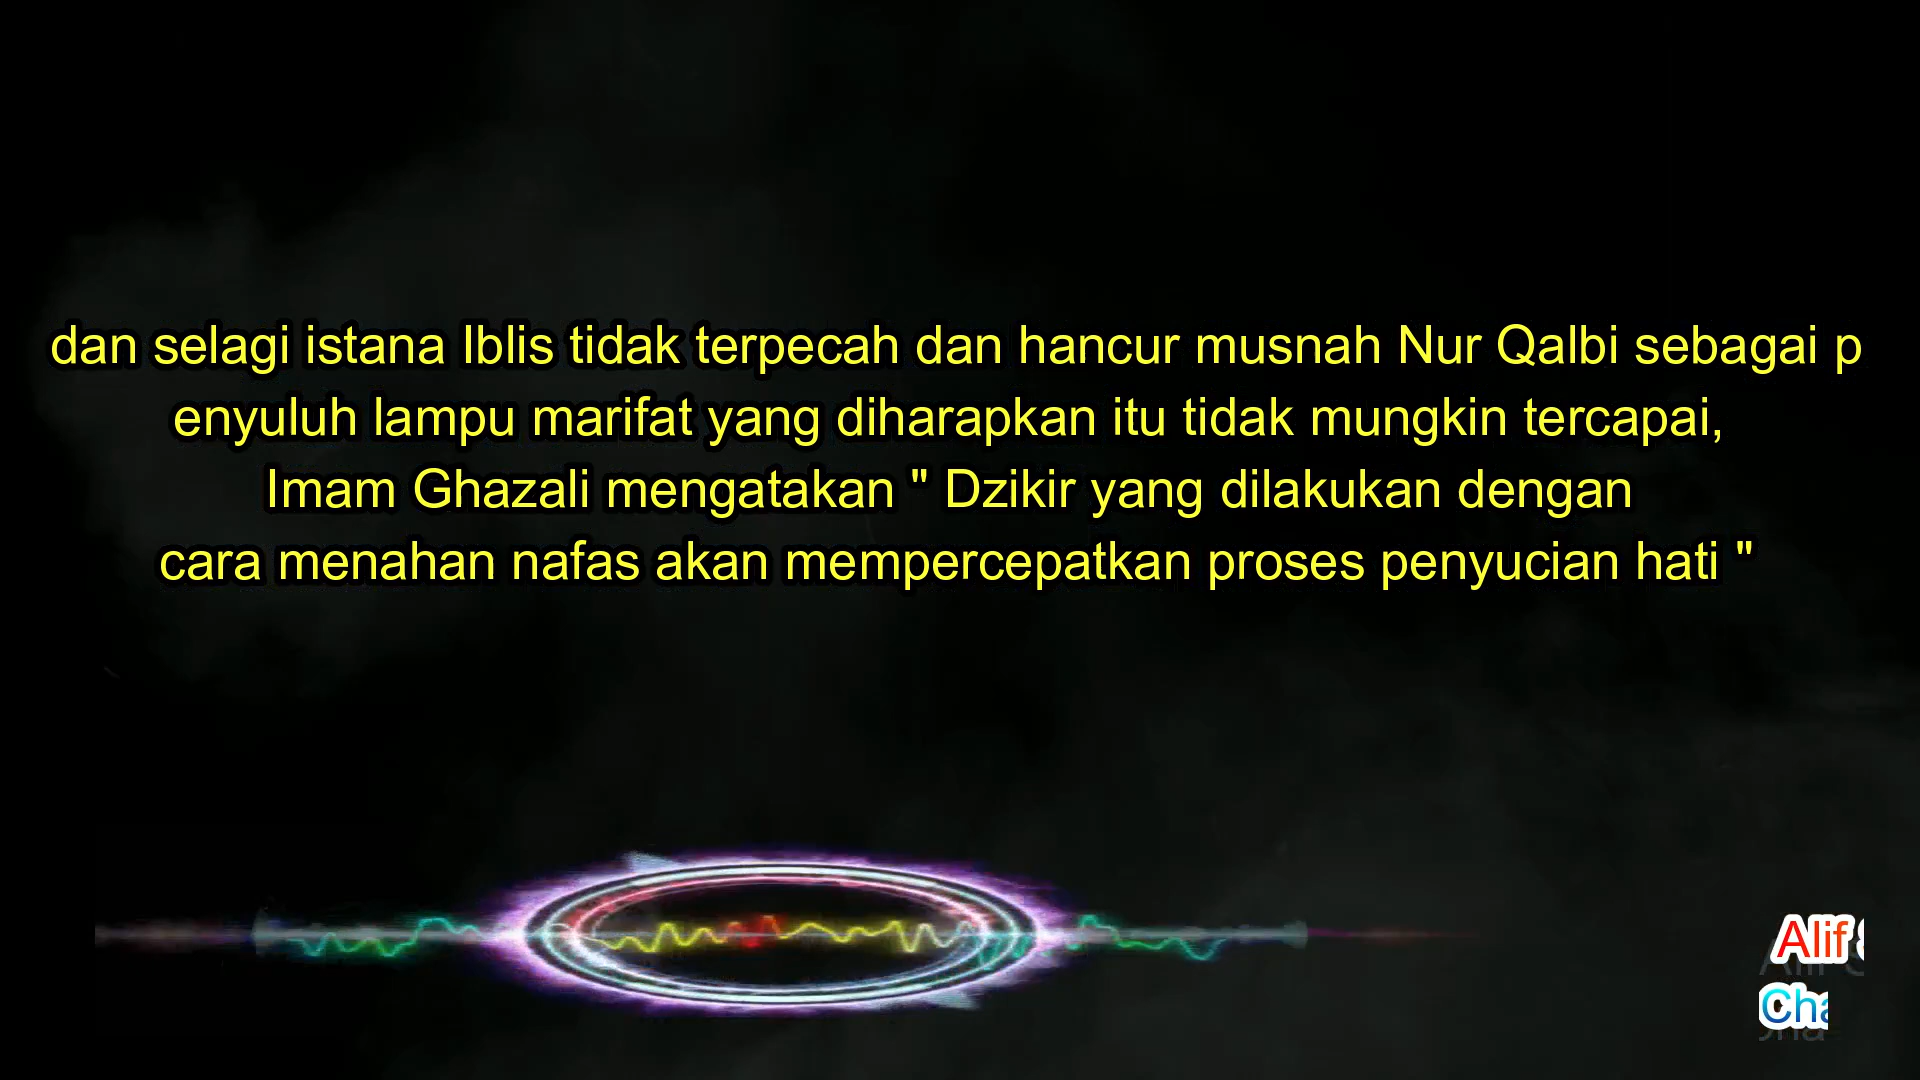 dan selagi istana Iblis tidak terpecah dan hancur musnah Nur Qalbi sebagai p
enyuluh lampu marifat yang diharapkan itu tidak mungkin tercapai,
Imam Ghazali mengatakan " Dzikir yang dilakukan dengan
cara menahan nafas akan mempercepatkan proses penyucian hati "
Alif